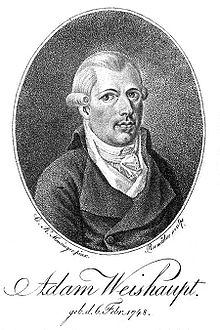 Adam Weishaupt.
geb. d. 6. Febr. 1748.